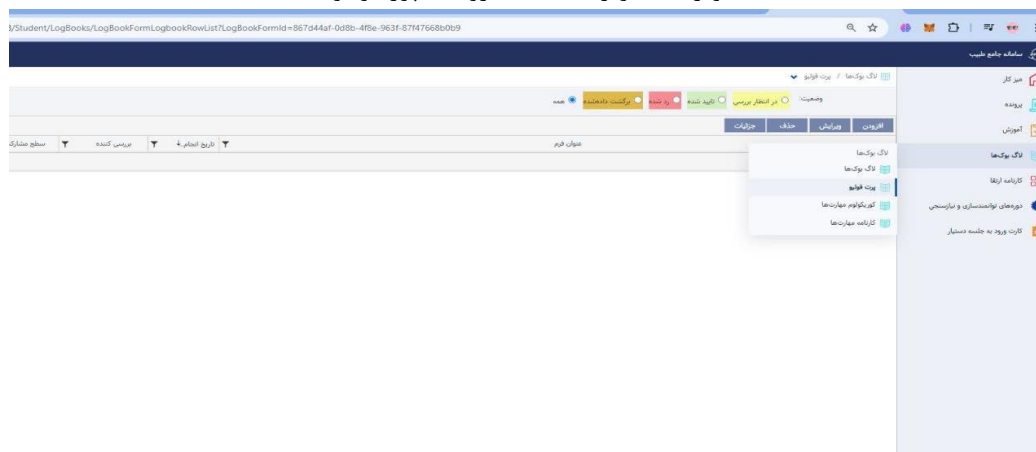 3/Student/LogBooks/LogBookFormLogbookRowList?LogBookFormId=867d44af-0d8b-4f8e-963f-87f47668b0b9
سامانه جامع طبیب
میز کار
پرونده
آموزش
لاگ بوک‌ها
کارنامه ارتقا
دوره‌های توانمندسازی و نیازسنجی
کارت ورود به جلسه دستیار
لاگ بوک‌ها / پرت فولیو
وضعیت: در انتظار بررسی تایید شده رد شده برگشت داده‌شده همه
افزودن ویرایش حذف جزئیات
عنوان فرم تاریخ انجام بررسی کننده سطح مشارک
لاگ بوک‌ها
لاگ بوک‌ها
پرت فولیو
کوریکولوم مهارت‌ها
کارنامه مهارت‌ها